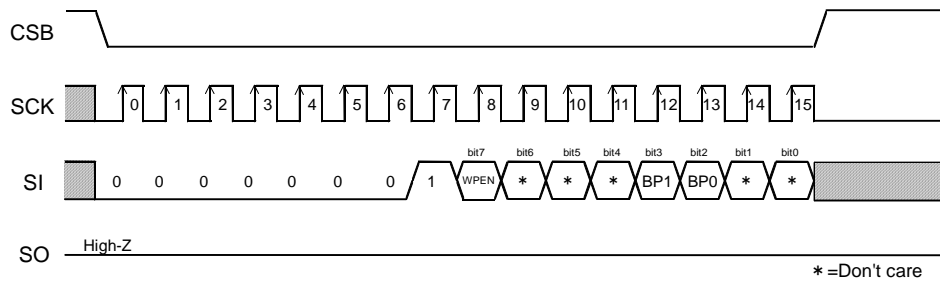 CSB
SCK 0 1 2 3 4 5 6 7 8 9 10 11 12 13 14 15
bit7 bit6 bit5 bit4 bit3 bit2 bit1 bit0
SI 0 0 0 0 0 0 0 1 WPEN * * * BP1 BP0 * *
High-Z
SO
* =Don't care